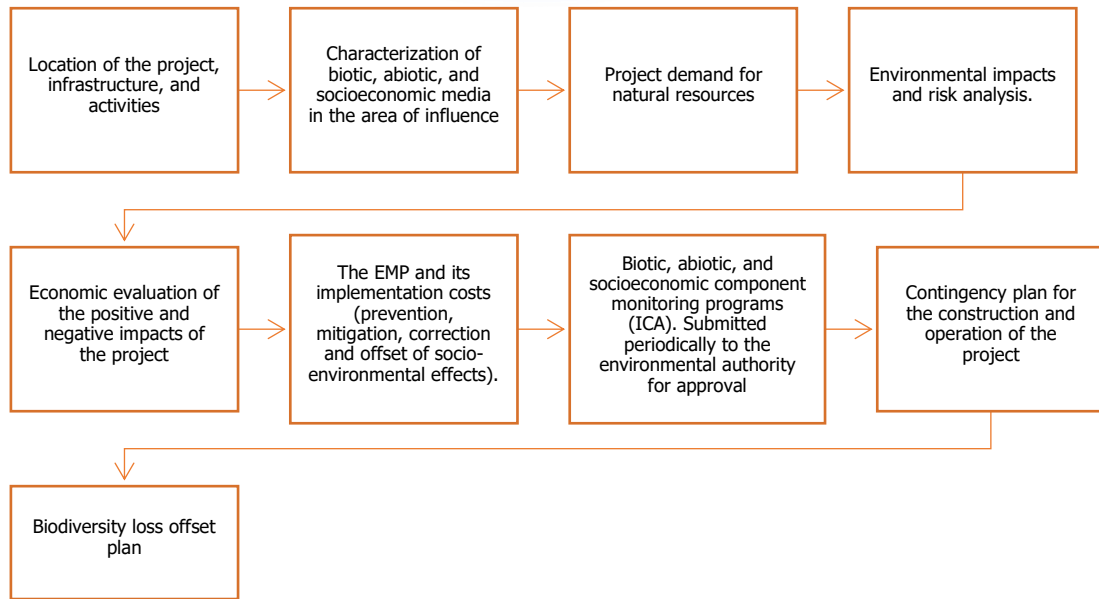 Location of the project,
infrastructure, and
activities
Characterization of
biotic, abiotic, and
socioeconomic media
in the area of influence
Project demand for
natural resources
Environmental impacts
and risk analysis.
Economic evaluation of
the positive and
negative impacts of
the project
The EMP and its
implementation costs
(prevention,
mitigation, correction
and offset of socio-
environmental effects).
Biotic, abiotic, and
socioeconomic component
monitoring programs
(ICA). Submitted
periodically to the
environmental authority
for approval
Contingency plan for
the construction and
operation of the
project
Biodiversity loss offset
plan